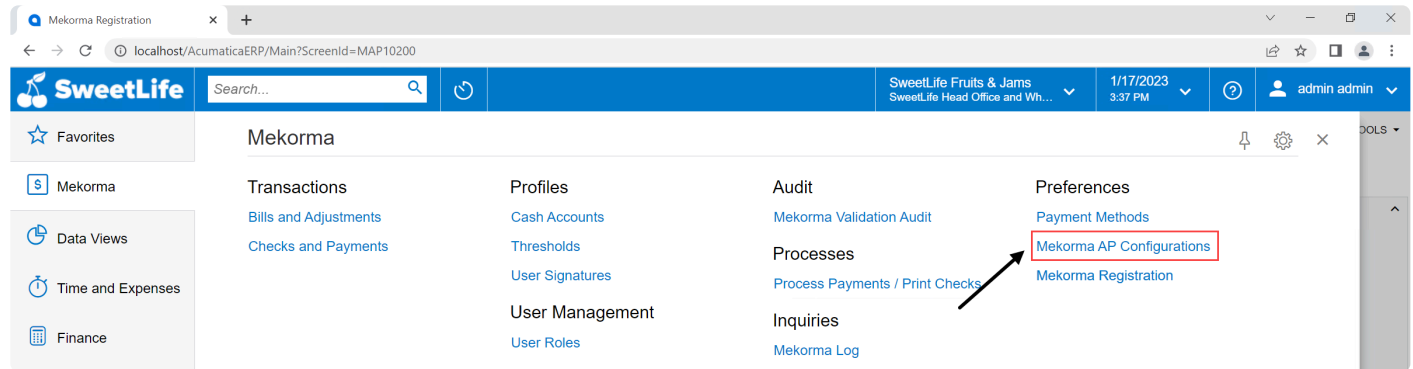 Mekorma Registration
localhost/AcumaticaERP/Main?ScreenId=MAP10200
SweetLife
Search...
SweetLife Fruits & Jams
SweetLife Head Office and Wh...
1/17/2023
3:37 PM
admin admin
Favorites
Mekorma
Data Views
Time and Expenses
Finance
Mekorma
OOLS
Transactions
Bills and Adjustments
Checks and Payments
Profiles
Cash Accounts
Thresholds
User Signatures
User Management
User Roles
Audit
Mekorma Validation Audit
Processes
Process Payments / Print Checks
Inquiries
Mekorma Log
Preferences
Payment Methods
Mekorma AP Configurations
Mekorma Registration